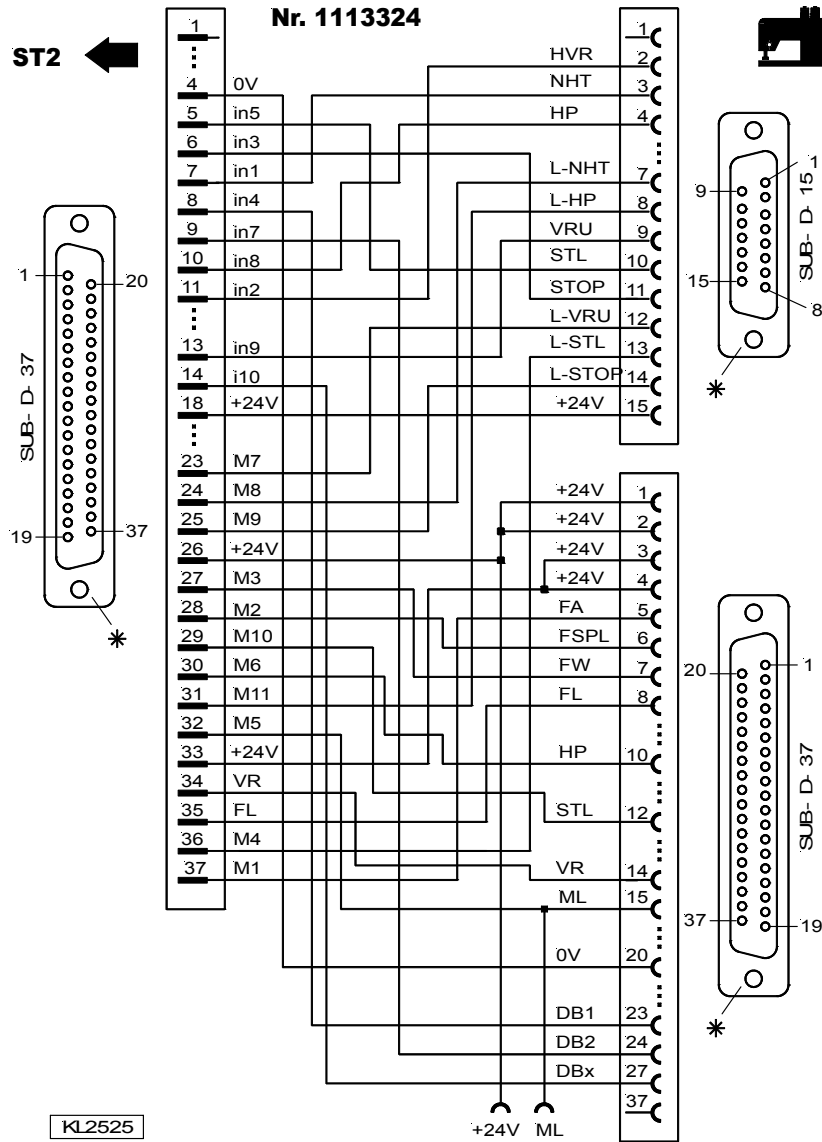 Nr. 1113324
ST2
1
4 0V
5 in5
6 in3
7 in1
8 in4
9 in7
10 in8
11 in2
13 in9
14 i10
18 +24V
23 M7
24 M8
25 M9
26 +24V
27 M3
28 M2
29 M10
30 M6
31 M11
32 M5
33 +24V
34 VR
35 FL
36 M4
37 M1
1
HVR 2
NHT 3
HP 4
L-NHT 7
L-HP 8
VRU 9
STL 10
STOP 11
L-VRU 12
L-STL 13
L-STOP 14
+24V 15
+24V 1
+24V 2
+24V 3
+24V 4
FA 5
FSPL 6
FW 7
FL 8
HP 10
STL 12
VR 14
ML 15
0V 20
DB1 23
DB2 24
DBx 27
37
+24V ML
1 20
SUB-D-37
19 37
*
9 1
SUB-D-15
15 8
*
20 1
SUB-D-37
37 19
*
KL2525